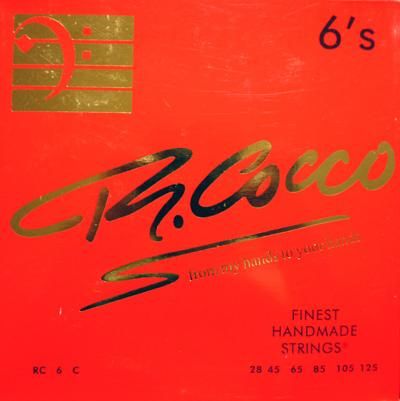 6's
R. Cocco
from my hands to your hands
FINEST
HANDMADE
STRINGS®
RC 6 C
28 45 65 85 105 125